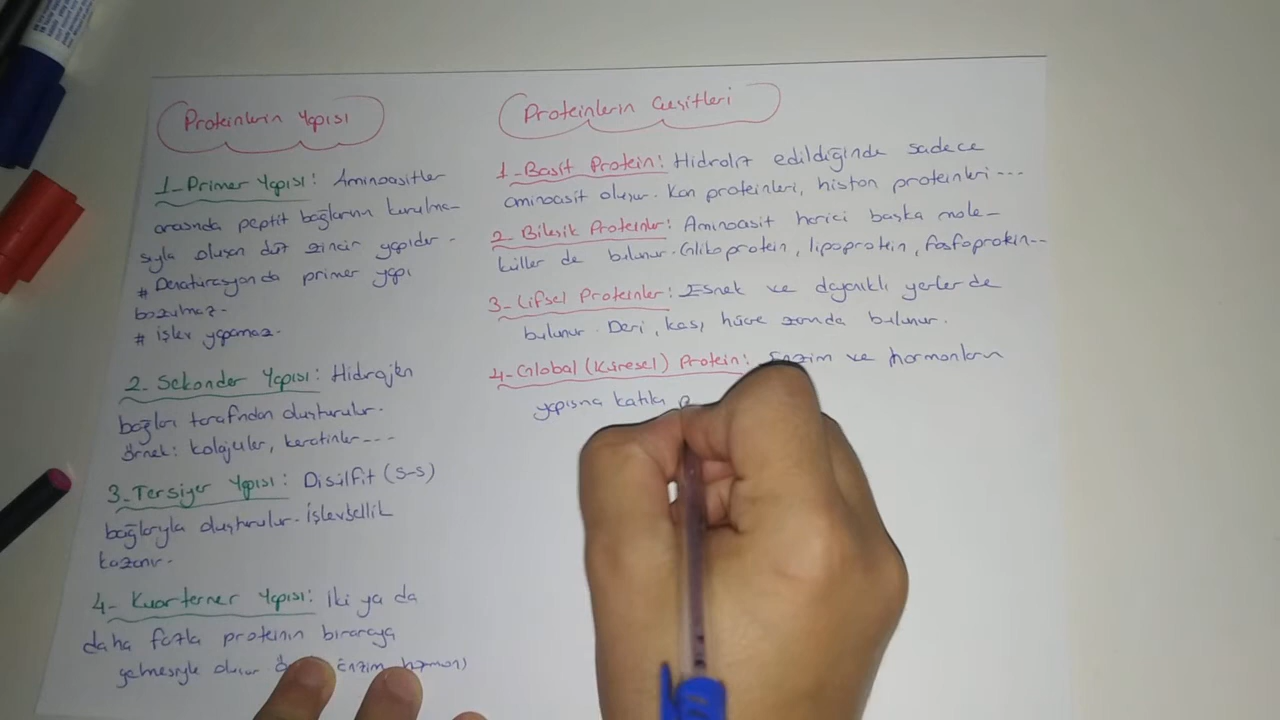 Proteinlerin Yapısı
1-Primer Yapısı: Aminoasitler
arasında peptit bağlarının kurulma-
sıyla oluşan düz zincir yapıdır.
# Denaturasyonda primer yapı
bozulmaz.
# işlev yapamaz.
2. Sekonder Yapısı: Hidrojen
bağları tarafından oluşturulur.
örnek: kolajenler, keratinler---
3-Tersiyer Yapısı: Disülfit (S-S)
bağlarıyla oluşturulur. İşlevsellik
kazanır.
4- Kuarterner Yapısı: İki ya da
daha fazla proteinin biraraya
gelmesiyle oluşur Enzim hormon)
Proteinlerin Çeşitleri
1-Basit Protein: Hidroliz edildiğinde sadece
aminoasit oluşur. Kan proteinleri, histon proteinleri---
2- Bileşik Proteinler: Aminoasit harici başka mole-
küller de bulunur. Glikoprotein, lipoprotein, fosfoprotein--
3-Lifsel Proteinler: Esnek ve dayanıklı yerlerde
bulunur. Deri, kas, hücre zarında bulunur.
4-Global (Küresel) Protein: Enzim ve hormonların
yapısına katıla